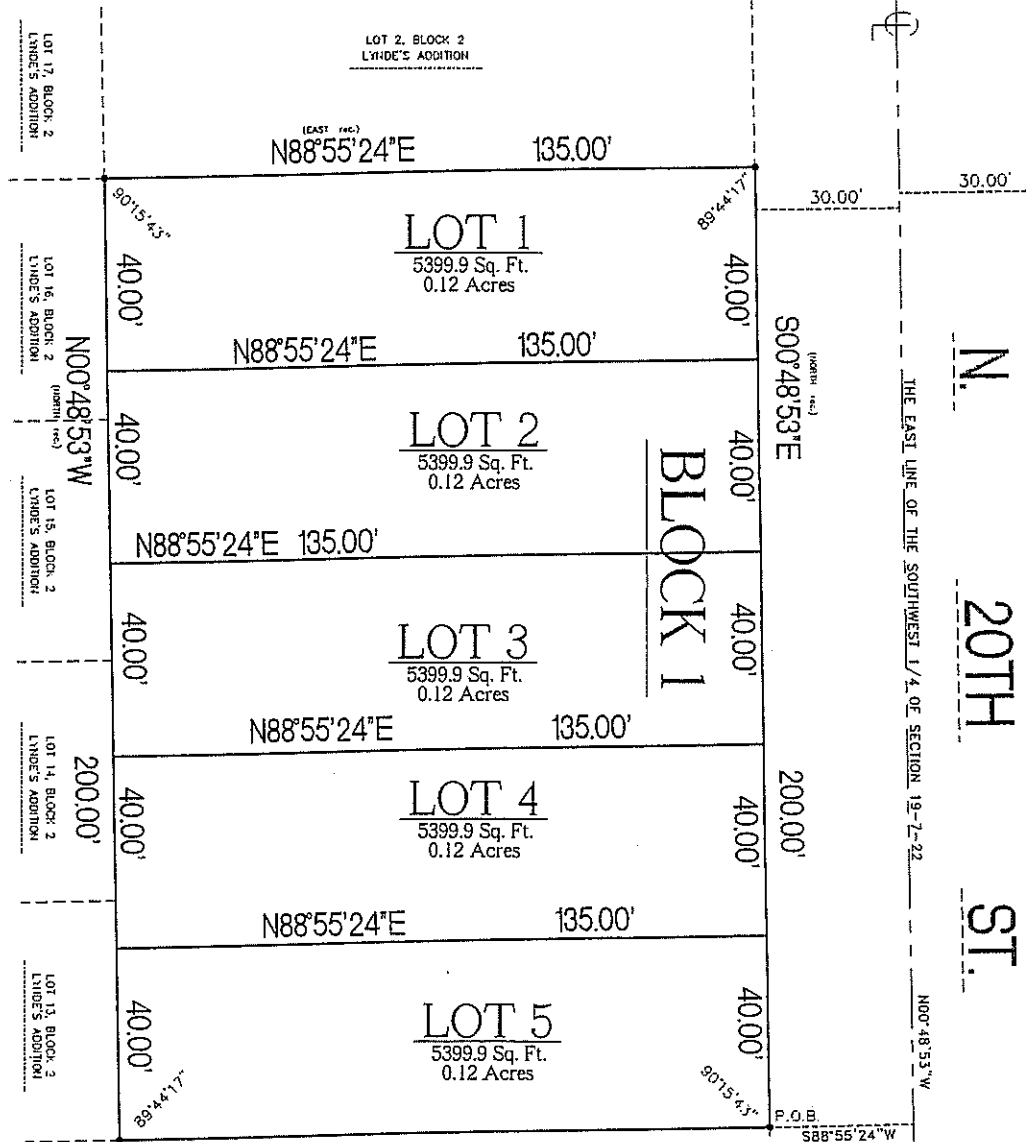 LOT 2, BLOCK 2
LYNDE'S ADDITION
LOT 17, BLOCK 2
LYNDE'S ADDITION
(EAST rec.)
N88°55'24"E 135.00'
30.00'
30.00'
90°15'43"
89°44'17"
LOT 1
5399.9 Sq. Ft.
0.12 Acres
40.00'
40.00'
LOT 16, BLOCK 2
LYNDE'S ADDITION
N88°55'24"E 135.00'
N00°48'53"W
(NORTH rec.)
S00°48'53"E
(NORTH rec.)
LOT 2
5399.9 Sq. Ft.
0.12 Acres
40.00'
40.00'
BLOCK 1
LOT 15, BLOCK 2
LYNDE'S ADDITION
N88°55'24"E 135.00'
LOT 3
5399.9 Sq. Ft.
0.12 Acres
40.00'
40.00'
N88°55'24"E 135.00'
LOT 14, BLOCK 2
LYNDE'S ADDITION
200.00'
200.00'
LOT 4
5399.9 Sq. Ft.
0.12 Acres
40.00'
40.00'
N88°55'24"E 135.00'
LOT 13, BLOCK 2
LYNDE'S ADDITION
LOT 5
5399.9 Sq. Ft.
0.12 Acres
40.00'
40.00'
89°44'17"
90°15'43"
P.O.B.
S88°55'24"W
THE EAST LINE OF THE SOUTHWEST 1/4 OF SECTION 19-7-22
N00°48'53"W
N. 20TH ST.